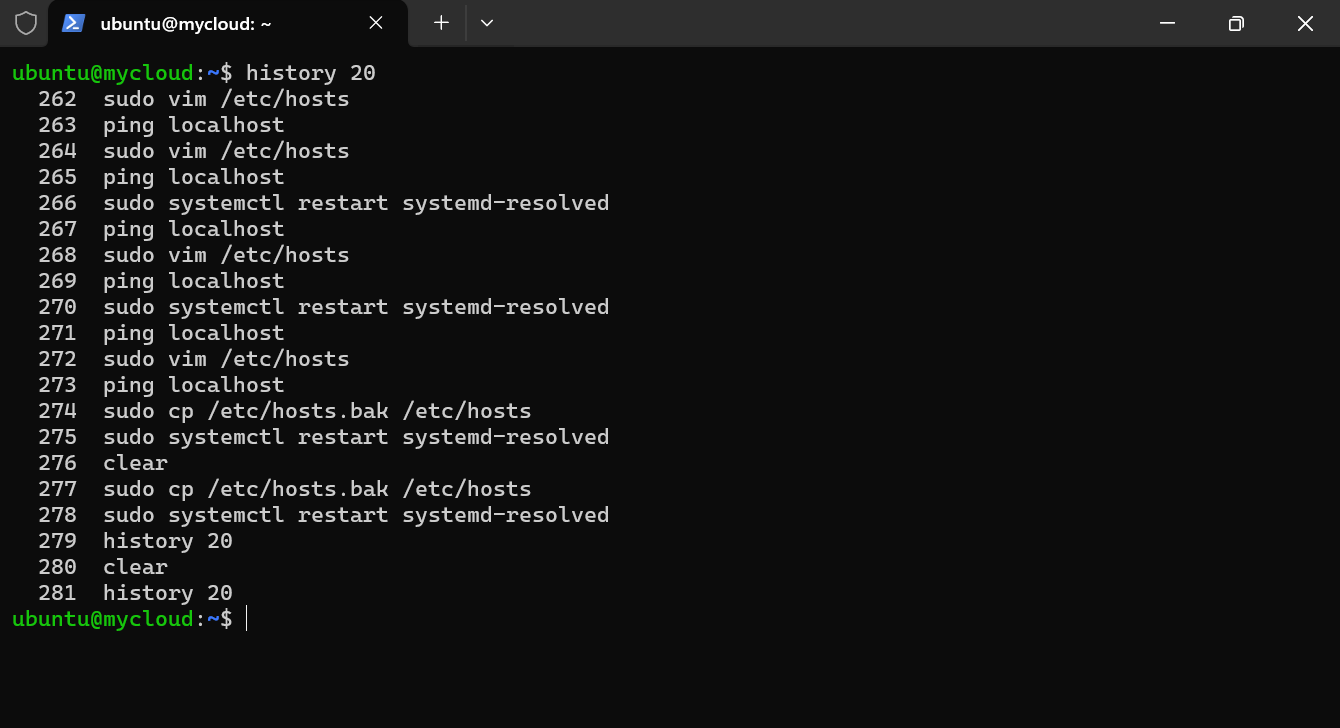 ubuntu@mycloud: ~
ubuntu@mycloud:~$ history 20
262 sudo vim /etc/hosts
263 ping localhost
264 sudo vim /etc/hosts
265 ping localhost
266 sudo systemctl restart systemd-resolved
267 ping localhost
268 sudo vim /etc/hosts
269 ping localhost
270 sudo systemctl restart systemd-resolved
271 ping localhost
272 sudo vim /etc/hosts
273 ping localhost
274 sudo cp /etc/hosts.bak /etc/hosts
275 sudo systemctl restart systemd-resolved
276 clear
277 sudo cp /etc/hosts.bak /etc/hosts
278 sudo systemctl restart systemd-resolved
279 history 20
280 clear
281 history 20
ubuntu@mycloud:~$